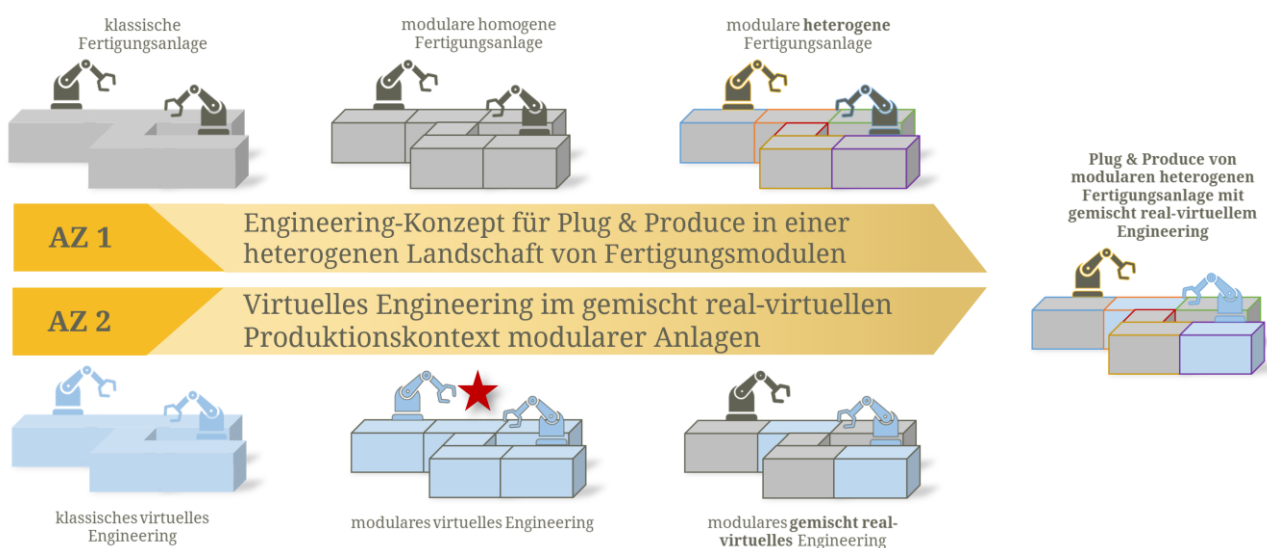 klassische
Fertigungsanlage
modulare homogene
Fertigungsanlage
modulare heterogene
Fertigungsanlage
AZ 1
Engineering-Konzept für Plug & Produce in einer
heterogenen Landschaft von Fertigungsmodulen
AZ 2
Virtuelles Engineering im gemischt real-virtuellen
Produktionskontext modularer Anlagen
Plug & Produce von
modularen heterogenen
Fertigungsanlage mit
gemischt real-virtuellem
Engineering
klassisches virtuelles
Engineering
modulares virtuelles Engineering
modulares gemischt real-
virtuelles Engineering